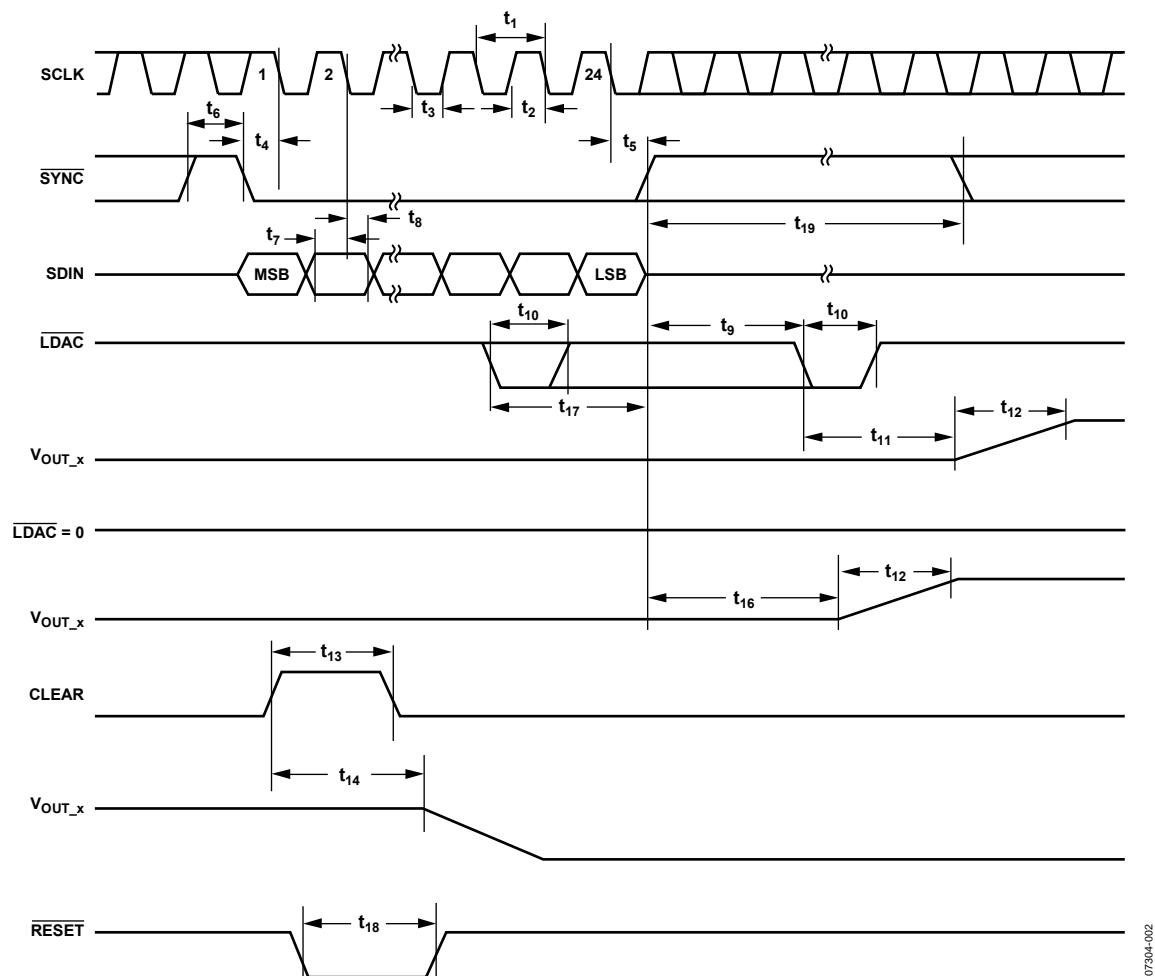 t1
SCLK
1
2
24
t3
t2
t6
t4
t5
SYNC
t19
t7
t8
SDIN
MSB
LSB
t10
t9
t10
LDAC
t17
t11
t12
VOUT_x
LDAC = 0
t12
t16
VOUT_x
t13
CLEAR
t14
VOUT_x
t18
RESET
07304-002